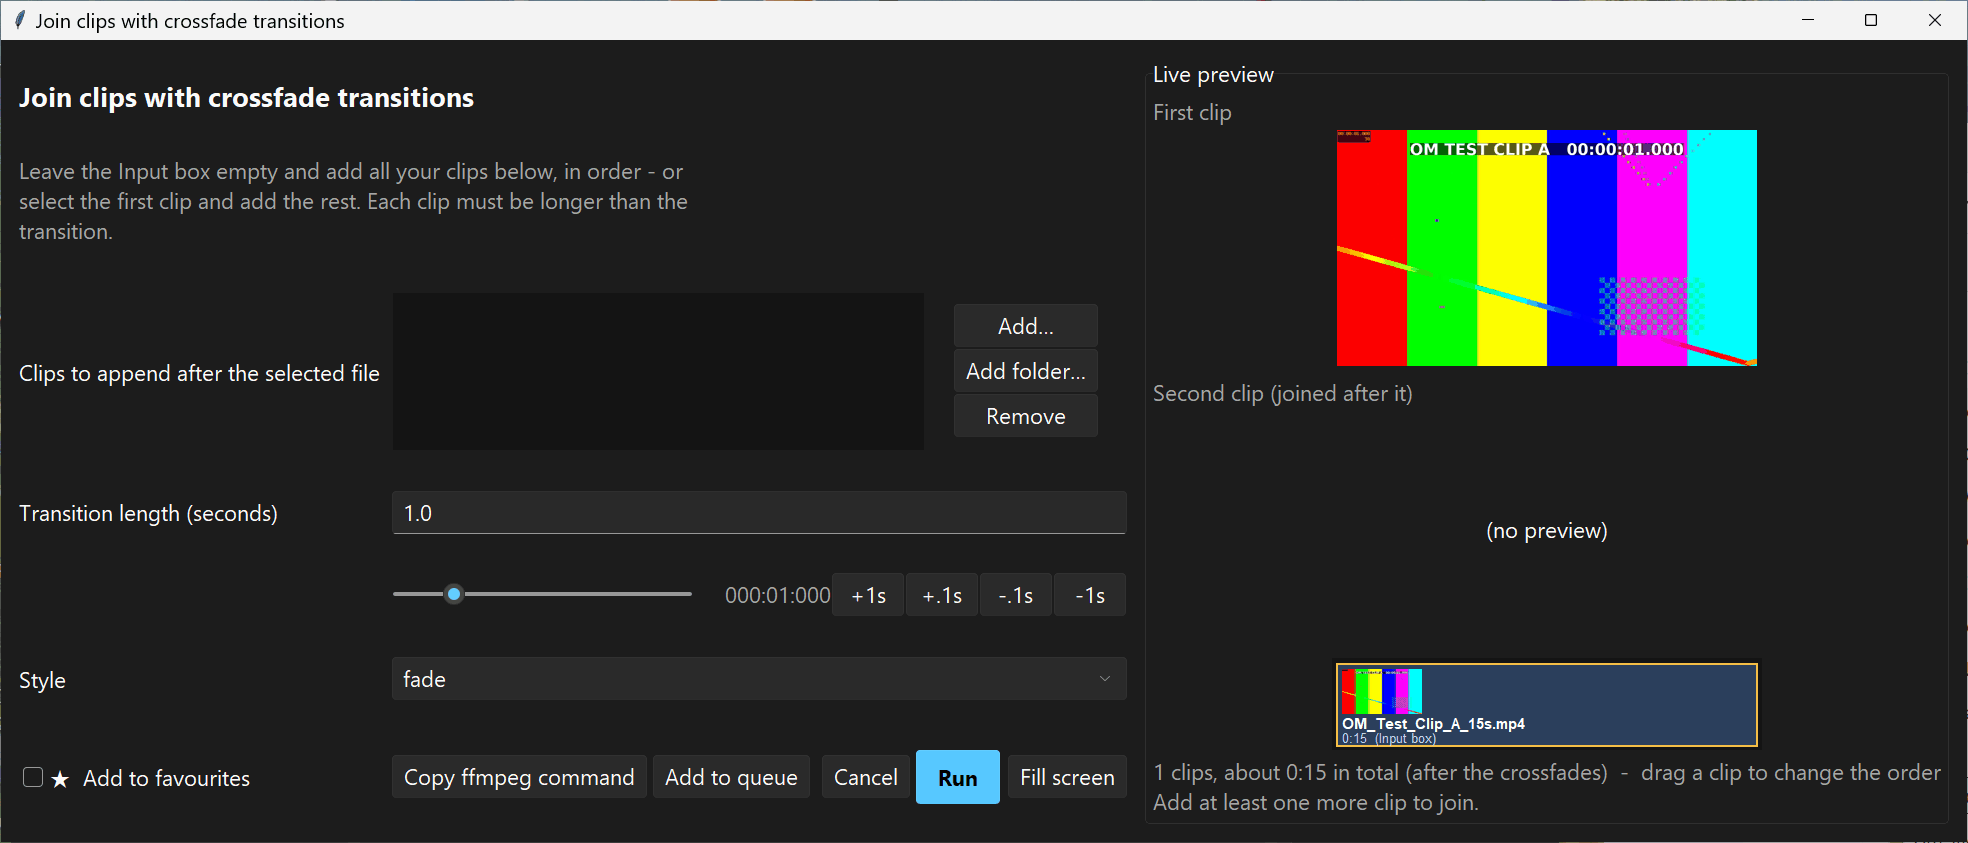 Join clips with crossfade transitions
Join clips with crossfade transitions
Leave the Input box empty and add all your clips below, in order - or
select the first clip and add the rest. Each clip must be longer than the
transition.
Clips to append after the selected file
Add...
Add folder...
Remove
Transition length (seconds)
1.0
000:01:000
+1s
+.1s
-.1s
-1s
Style
fade
★ Add to favourites
Copy ffmpeg command
Add to queue
Cancel
Run
Fill screen
Live preview
First clip
OM TEST CLIP A 00:00:01.000
Second clip (joined after it)
(no preview)
OM_Test_Clip_A_15s.mp4
0:15 (Input box)
1 clips, about 0:15 in total (after the crossfades) - drag a clip to change the order
Add at least one more clip to join.